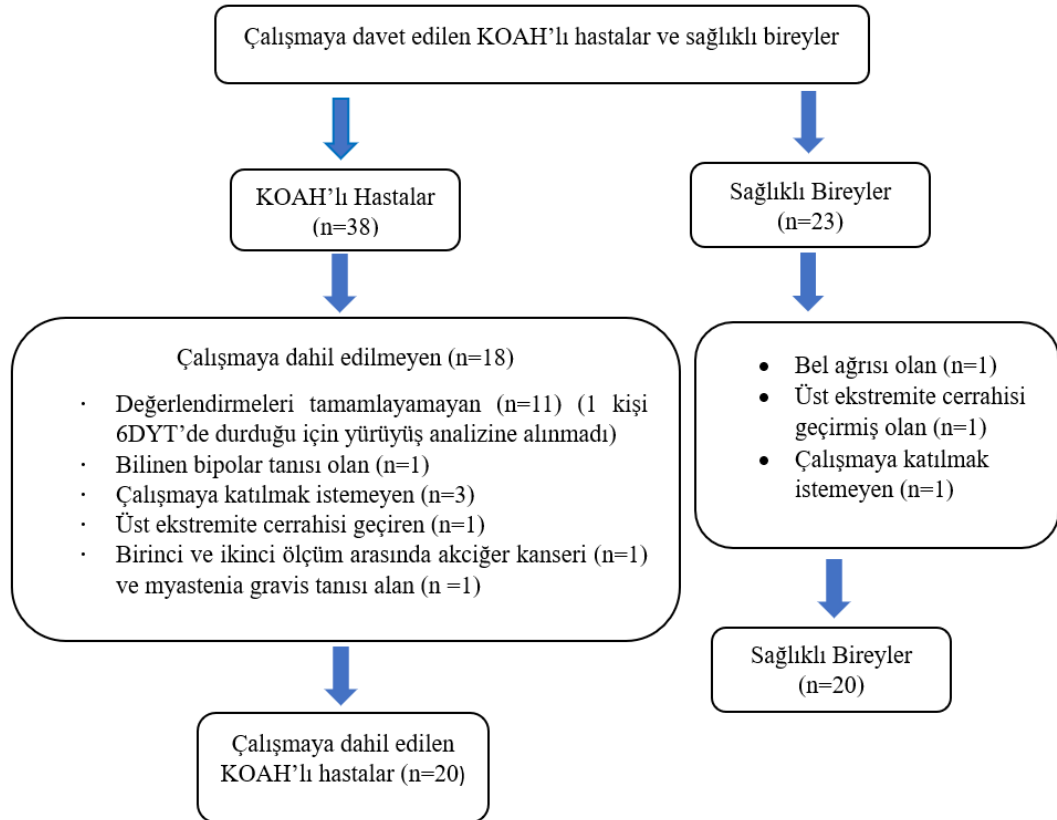 Çalışmaya davet edilen KOAH’lı hastalar ve sağlıklı bireyler
KOAH’lı Hastalar
(n=38)
Sağlıklı Bireyler
(n=23)
Çalışmaya dahil edilmeyen (n=18)
· Değerlendirmeleri tamamlayamayan (n=11) (1 kişi
6DYT’de durduğu için yürüyüş analizine alınmadı)
· Bilinen bipolar tanısı olan (n=1)
· Çalışmaya katılmak istemeyen (n=3)
· Üst ekstremite cerrahisi geçiren (n=1)
· Birinci ve ikinci ölçüm arasında akciğer kanseri (n=1)
ve myastenia gravis tanısı alan (n =1)
• Bel ağrısı olan (n=1)
• Üst ekstremite cerrahisi
geçirmiş olan (n=1)
• Çalışmaya katılmak
istemeyen (n=1)
Çalışmaya dahil edilen
KOAH’lı hastalar (n=20)
Sağlıklı Bireyler
(n=20)